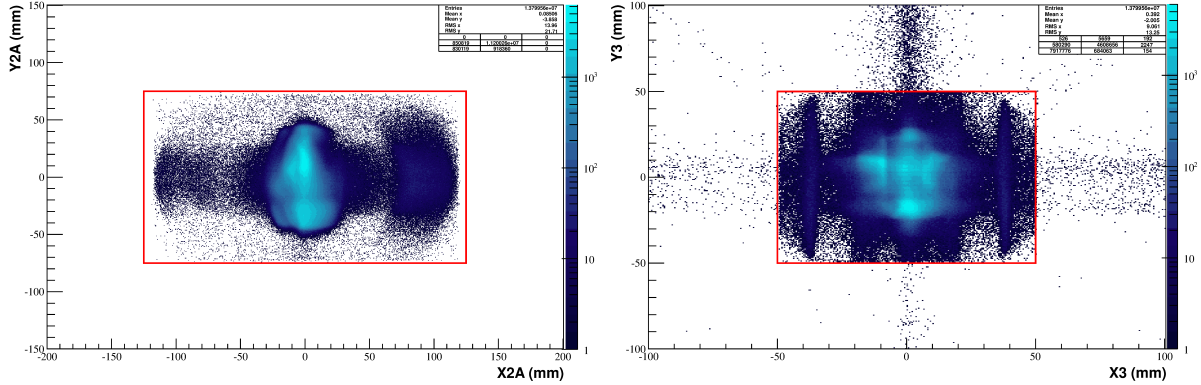 Entries 1.379956e+07
Mean x 0.08506
Mean y -3.858
RMS x 13.96
RMS y 21.71
0 0 0
850819 1.120026e+07 0
830119 918360 0
Y2A (mm)
150
100
50
0
-50
-100
-150
-200 -150 -100 -50 0 50 100 150 200
X2A (mm)
10³
10²
10
1
Entries 1.379956e+07
Mean x 0.392
Mean y -2.005
RMS x 9.061
RMS y 13.25
526 5659 192
580290 4608656 2247
7917776 684063 154
Y3 (mm)
100
50
0
-50
-100
-100 -50 0 50 100
X3 (mm)
10³
10²
10
1